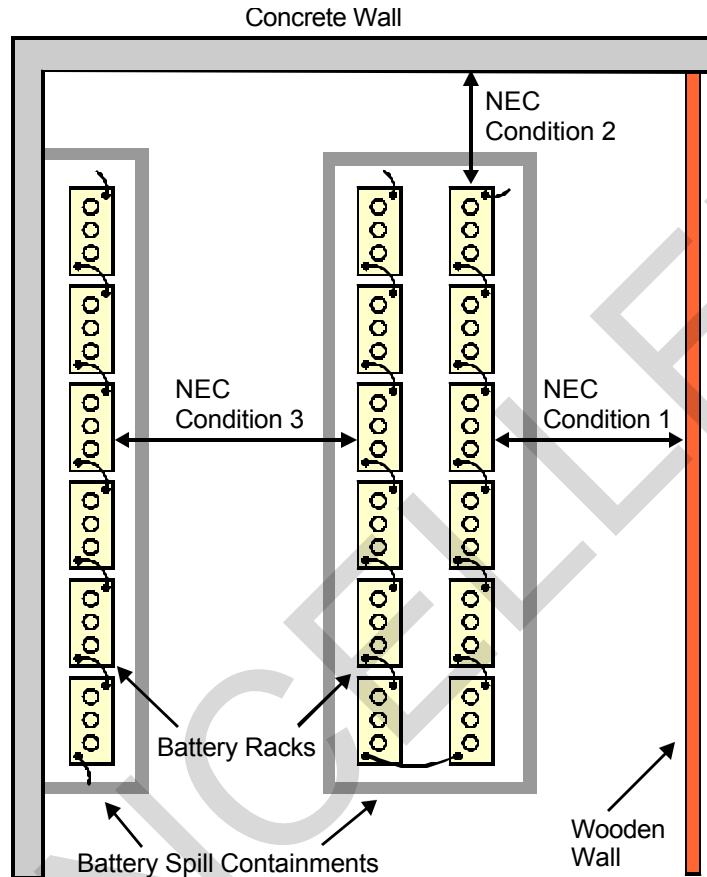 Concrete Wall
NEC
Condition 2
NEC
Condition 3
NEC
Condition 1
Battery Racks
Battery Spill Containments
Wooden
Wall